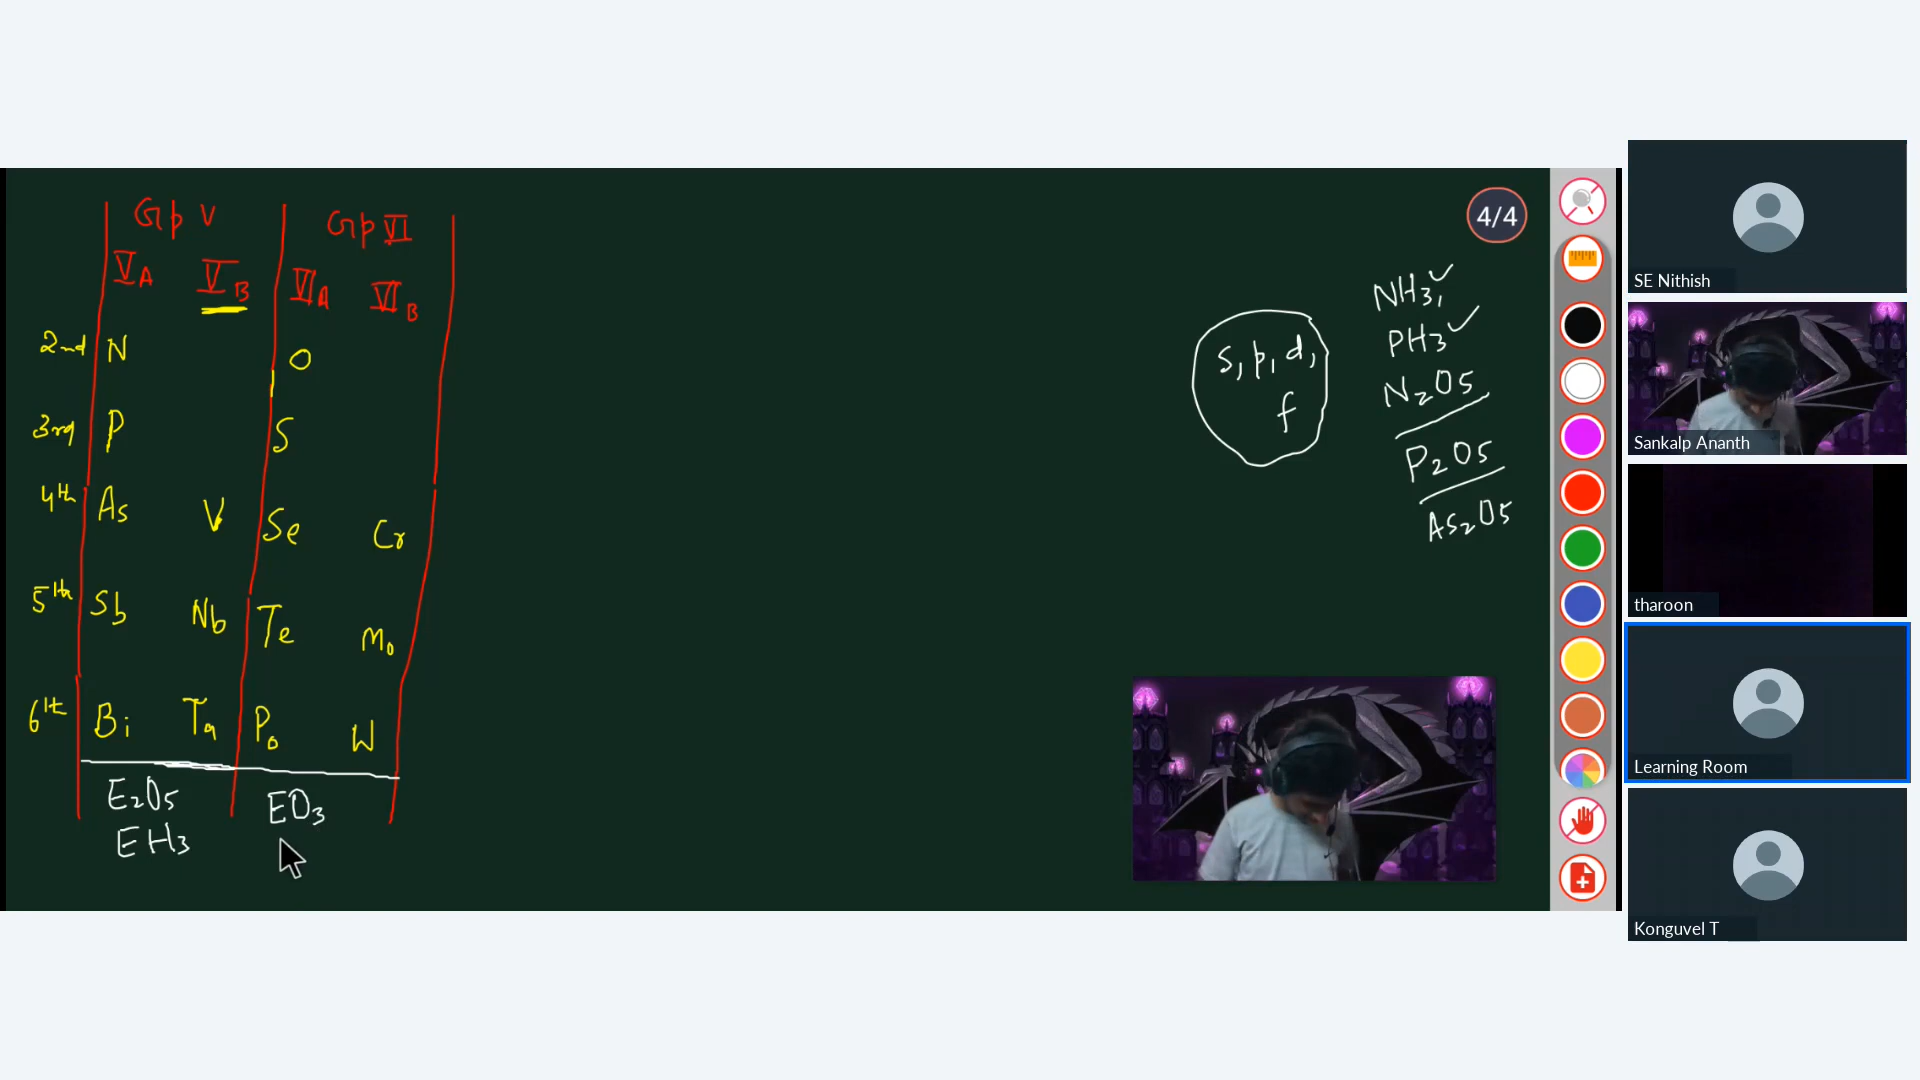 Gp V Gp VI
VA VB VIA VIB
2nd N O
3rd P S
4th As V Se Cr
5th Sb Nb Te Mo
6th Bi Ta Po W
E2O5 EO3
EH3
s, p, d,
f
NH3,
PH3
N2O5
P2O5
As2O5
4/4
SE Nithish
Sankalp Ananth
tharoon
Learning Room
Konguvel T